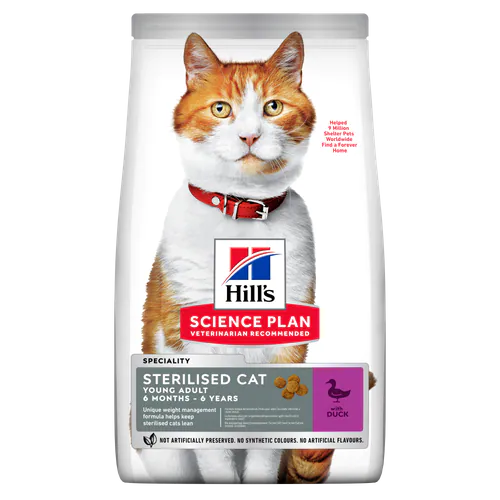 Helped
9 Million
Shelter Pets
Worldwide
Find a Forever
Home
Hill's
SCIENCE PLAN
VETERINARIAN RECOMMENDED
SPECIALITY
STERILISED CAT
YOUNG ADULT
6 MONTHS - 6 YEARS
Unique weight management
formula helps keep
sterilised cats lean
with
DUCK
NOT ARTIFICIALLY PRESERVED. NO SYNTHETIC COLOURS. NO ARTIFICIAL FLAVOURS.